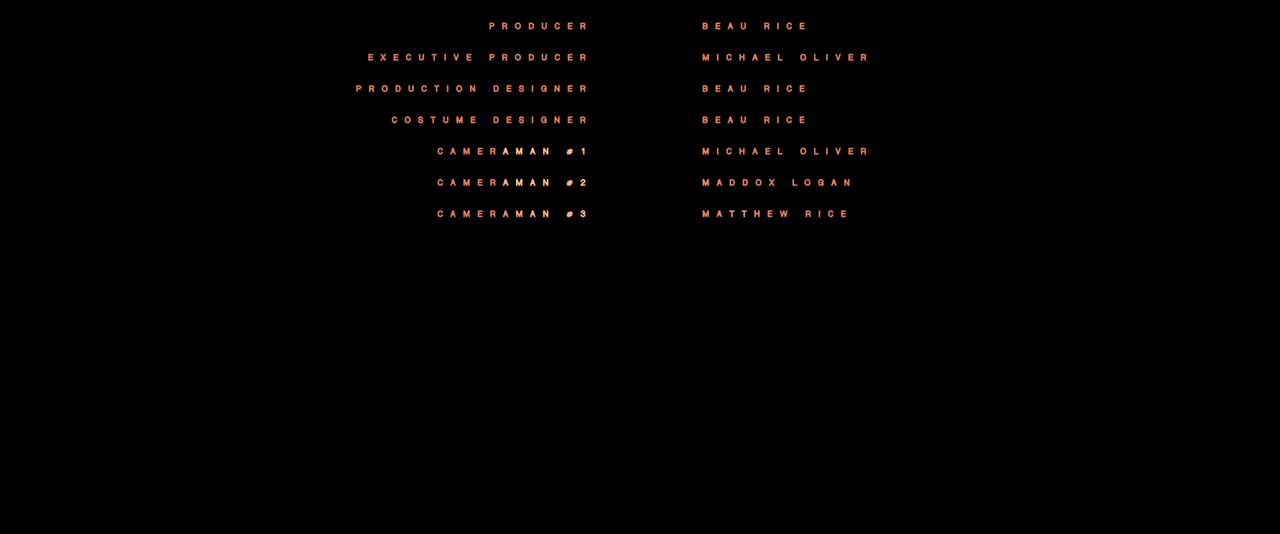 PRODUCER BEAU RICE
EXECUTIVE PRODUCER MICHAEL OLIVER
PRODUCTION DESIGNER BEAU RICE
COSTUME DESIGNER BEAU RICE
CAMERAMAN #1 MICHAEL OLIVER
CAMERAMAN #2 MADDOX LOGAN
CAMERAMAN #3 MATTHEW RICE